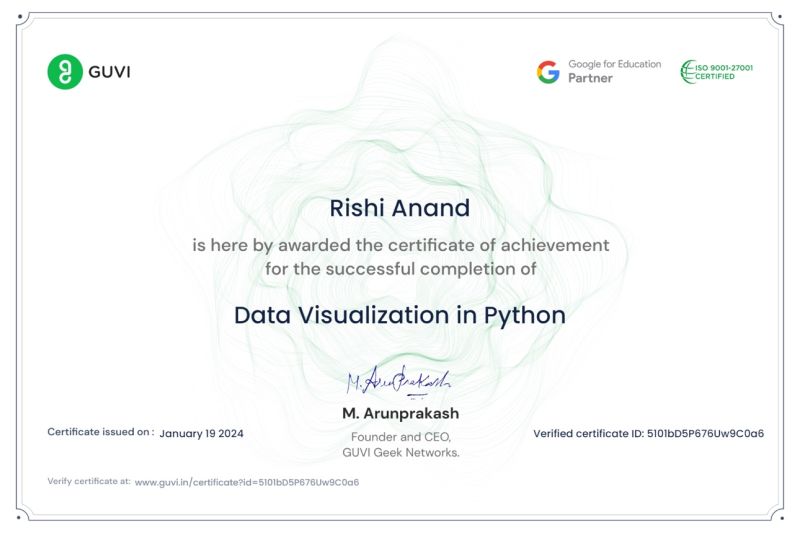 GUVI
Google for Education
Partner
ISO 9001-27001
CERTIFIED
Rishi Anand
is here by awarded the certificate of achievement
for the successful completion of
Data Visualization in Python
M. Arunprakash
M. Arunprakash
Founder and CEO,
GUVI Geek Networks.
Certificate issued on : January 19 2024
Verified certificate ID: 5101bD5P676Uw9C0a6
Verify certificate at: www.guvi.in/certificate?id=5101bD5P676Uw9C0a6